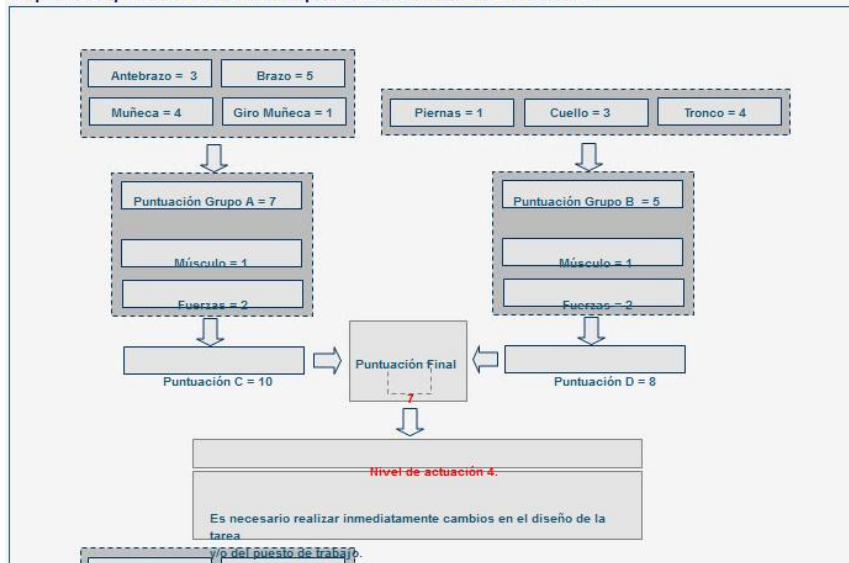 Antebrazo = 3
Brazo = 5
Muñeca = 4
Giro Muñeca = 1
Piernas = 1
Cuello = 3
Tronco = 4
Puntuación Grupo A = 7
Puntuación Grupo B = 5
Músculo = 1
Músculo = 1
Fuerzas = 2
Fuerzas = 2
Puntuación Final
7
Puntuación C = 10
Puntuación D = 8
Nivel de actuación 4.
Es necesario realizar inmediatamente cambios en el diseño de la
tarea
y/o del puesto de trabajo.